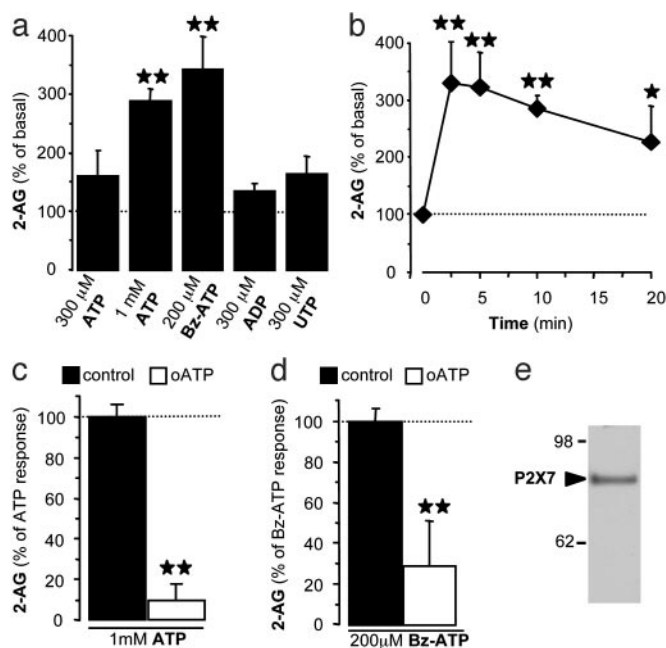 a
2-AG (% of basal)
400
300
200
100
0
★★
★★
300 µM ATP
1 mM ATP
200 µM Bz-ATP
300 µM ADP
300 µM UTP
b
2-AG (% of basal)
400
300
200
100
0
★★
★★
★★
★
0 5 10 15 20
Time (min)
c
control oATP
2-AG (% of ATP response)
100
80
60
40
20
0
★★
1mM ATP
d
control oATP
2-AG (% of Bz-ATP response)
100
80
60
40
20
0
★★
200µM Bz-ATP
e
98
P2X7
62